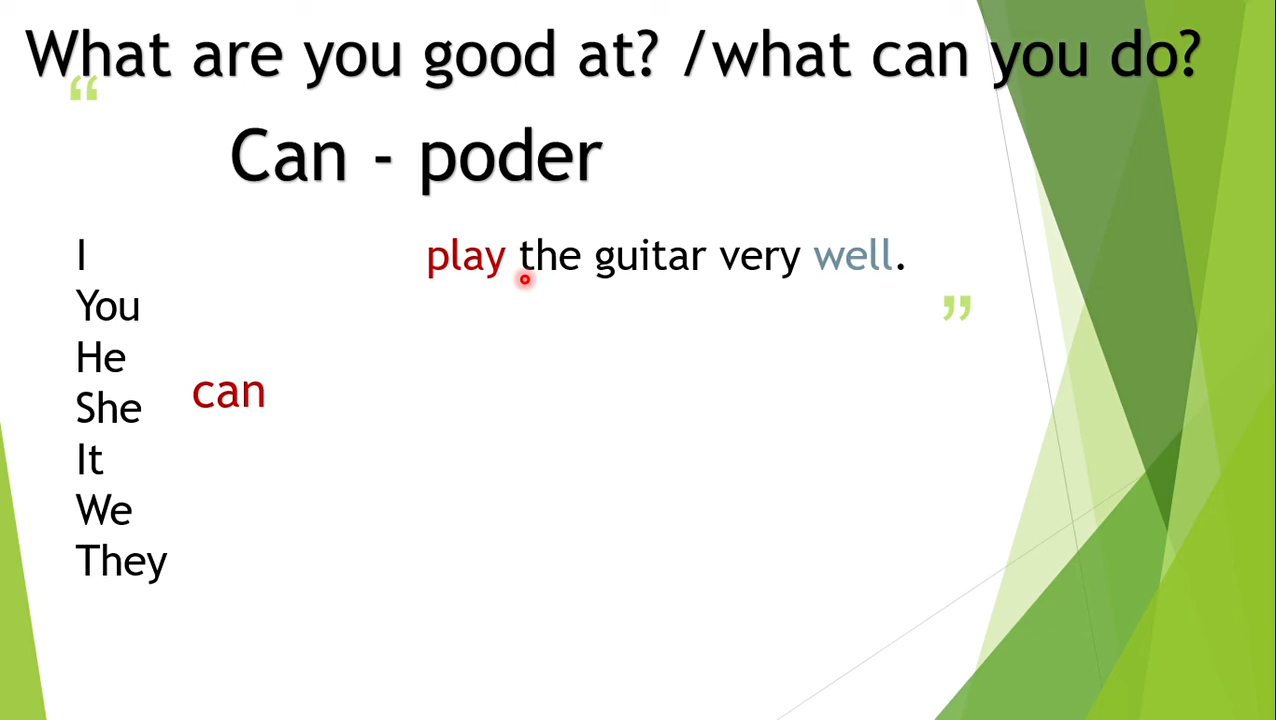 What are you good at? /what can you do?
“
Can - poder
I play the guitar very well.
You
”
He
can
She
It
We
They